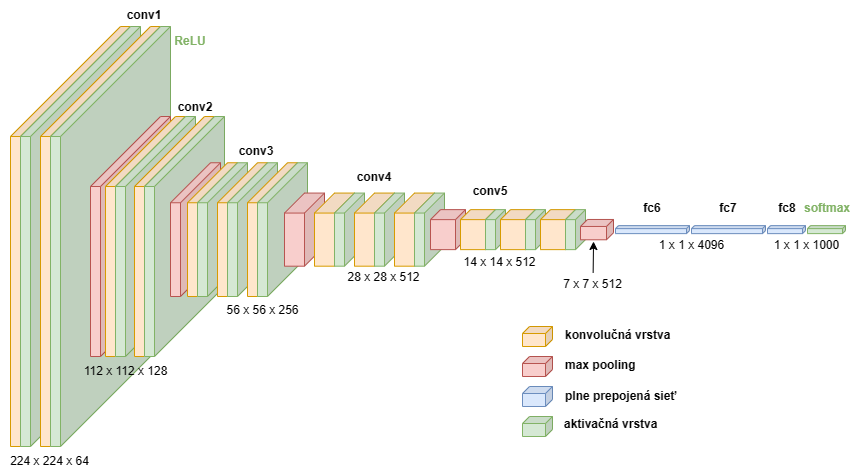 conv1
ReLU
conv2
conv3
conv4
conv5
fc6
fc7
fc8
softmax
1 x 1 x 4096
1 x 1 x 1000
14 x 14 x 512
28 x 28 x 512
7 x 7 x 512
56 x 56 x 256
112 x 112 x 128
224 x 224 x 64
konvolučná vrstva
max pooling
plne prepojená sieť
aktivačná vrstva